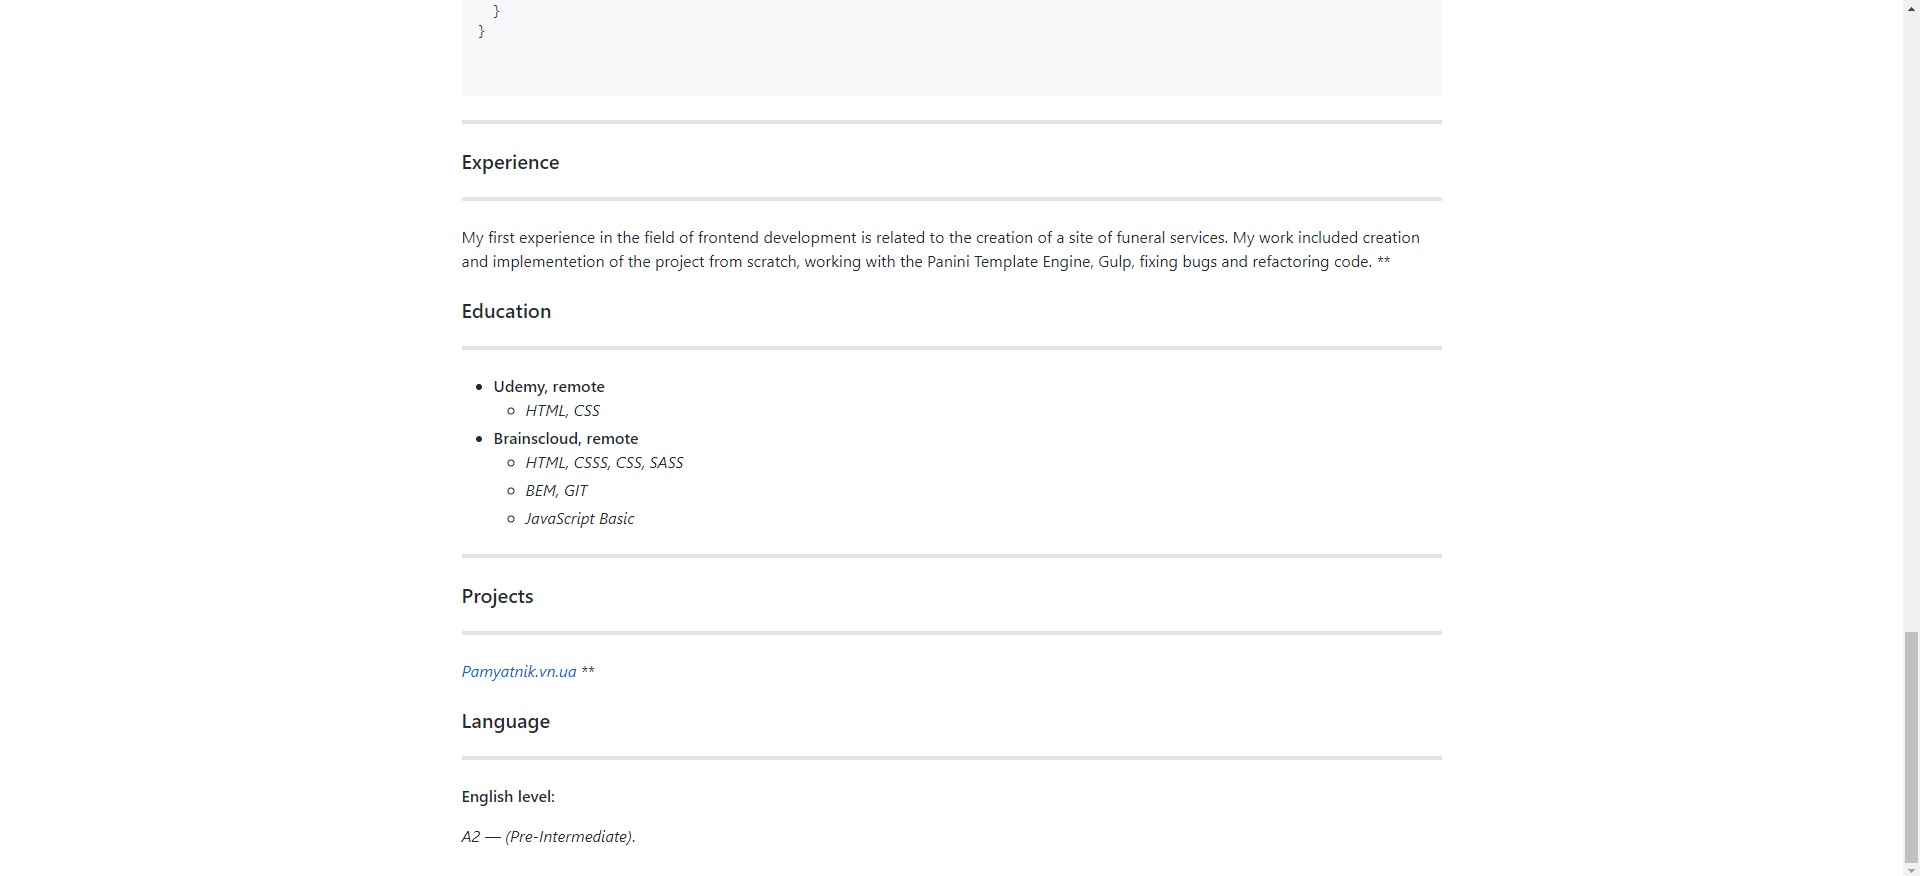 }
}
Experience
My first experience in the field of frontend development is related to the creation of a site of funeral services. My work included creation
and implementetion of the project from scratch, working with the Panini Template Engine, Gulp, fixing bugs and refactoring code. **
Education
Udemy, remote
HTML, CSS
Brainscloud, remote
HTML, CSSS, CSS, SASS
BEM, GIT
JavaScript Basic
Projects
Pamyatnik.vn.ua **
Language
English level:
A2 — (Pre-Intermediate).